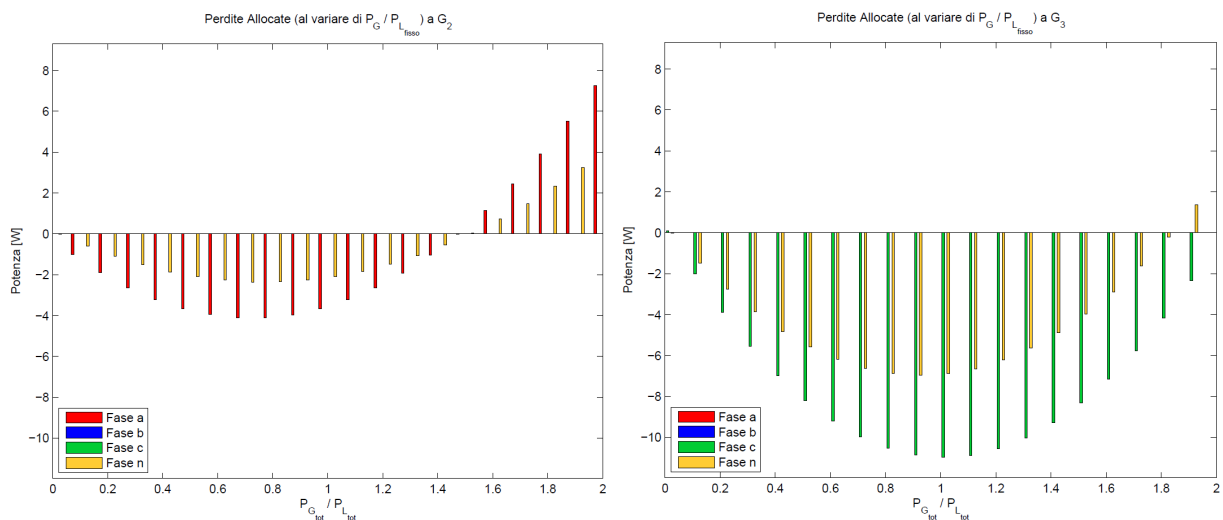 Perdite Allocate (al variare di P_G / P_L_fisso) a G_2
Potenza [W]
8
6
4
2
0
−2
−4
−6
−8
−10
Fase a
Fase b
Fase c
Fase n
0 0.2 0.4 0.6 0.8 1 1.2 1.4 1.6 1.8 2
P_G_tot / P_L_tot
Perdite Allocate (al variare di P_G / P_L_fisso) a G_3
Potenza [W]
8
6
4
2
0
−2
−4
−6
−8
−10
Fase a
Fase b
Fase c
Fase n
0 0.2 0.4 0.6 0.8 1 1.2 1.4 1.6 1.8 2
P_G_tot / P_L_tot